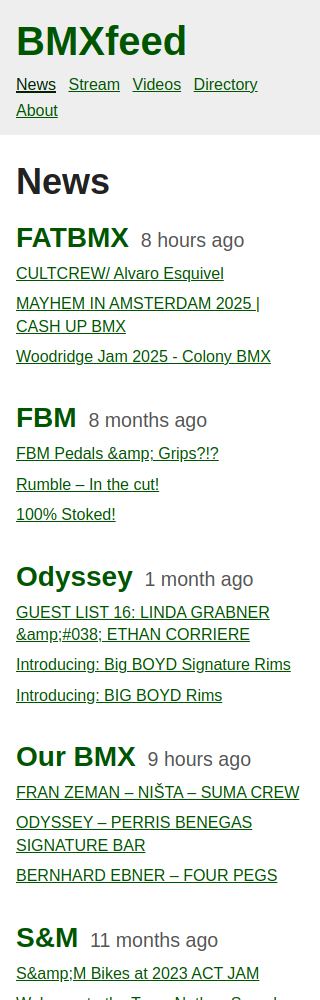 BMXfeed
News Stream Videos Directory
About
News
FATBMX 8 hours ago
CULTCREW/ Alvaro Esquivel
MAYHEM IN AMSTERDAM 2025 |
CASH UP BMX
Woodridge Jam 2025 - Colony BMX
FBM 8 months ago
FBM Pedals &amp; Grips?!?
Rumble – In the cut!
100% Stoked!
Odyssey 1 month ago
GUEST LIST 16: LINDA GRABNER
&amp;#038; ETHAN CORRIERE
Introducing: Big BOYD Signature Rims
Introducing: BIG BOYD Rims
Our BMX 9 hours ago
FRAN ZEMAN – NIŠTA – SUMA CREW
ODYSSEY – PERRIS BENEGAS
SIGNATURE BAR
BERNHARD EBNER – FOUR PEGS
S&M 11 months ago
S&amp;M Bikes at 2023 ACT JAM